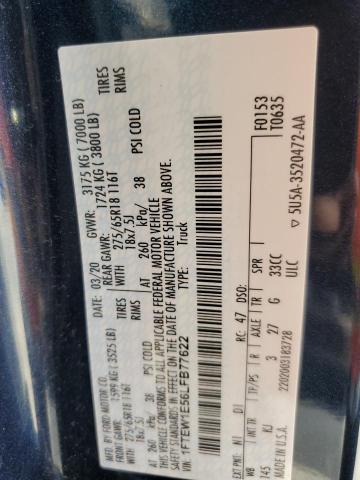 MFD. BY FORD MOTOR CO.
03/20 GVWR: 3175 KG ( 7000 LB)
FRONT GAWR: 1599 KG ( 3525 LB) REAR GAWR: 1724 KG ( 3800 LB)
275/65R18 116T TIRES WITH 275/65R18 116T TIRES
18x7.5J RIMS 18x7.5J RIMS
AT 260 kPa/ 38 PSI COLD AT 260 kPa/ 38 PSI COLD
THIS VEHICLE CONFORMS TO ALL APPLICABLE FEDERAL MOTOR VEHICLE
SAFETY STANDARDS IN EFFECT ON THE DATE OF MANUFACTURE SHOWN ABOVE.
VIN: 1FTEW1E56LFB77622 TYPE: Truck
F0153
T0635
EXT PNT: N1 DJ RC: 47 DSO:
WB INT TR TP/PS R AXLE TR SPR
145 KJ 3 27 G 33CC
MADE IN U.S.A. 22020031183728 ULC
5U5A-3520472-AA